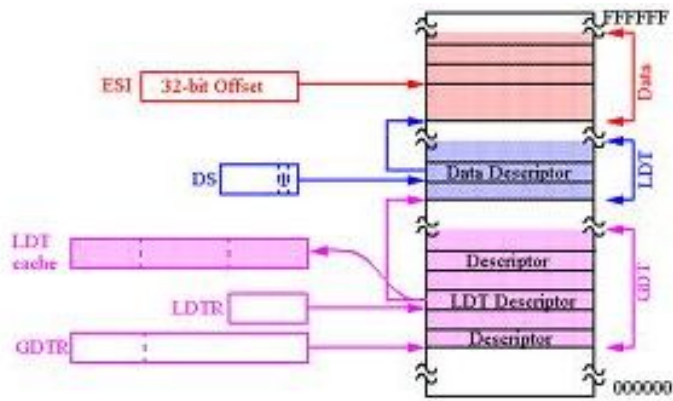 FFFFFF
ESI 32-bit Offset
Data
DS 1 Data Descriptor
LDT
LDT
cache
Descriptor
GDT
LDTR LDT Descriptor
GDTR Descriptor
000000